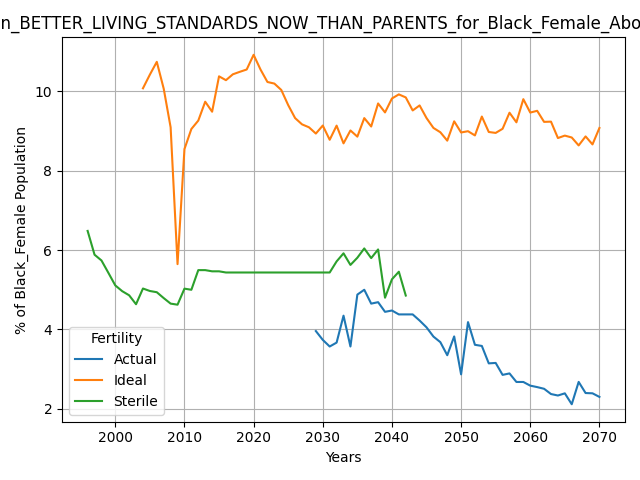 n_BETTER_LIVING_STANDARDS_NOW_THAN_PARENTS_for_Black_Female_Abo
% of Black_Female Population
10
8
6
4
2
Fertility
Actual
Ideal
Sterile
2000 2010 2020 2030 2040 2050 2060 2070
Years